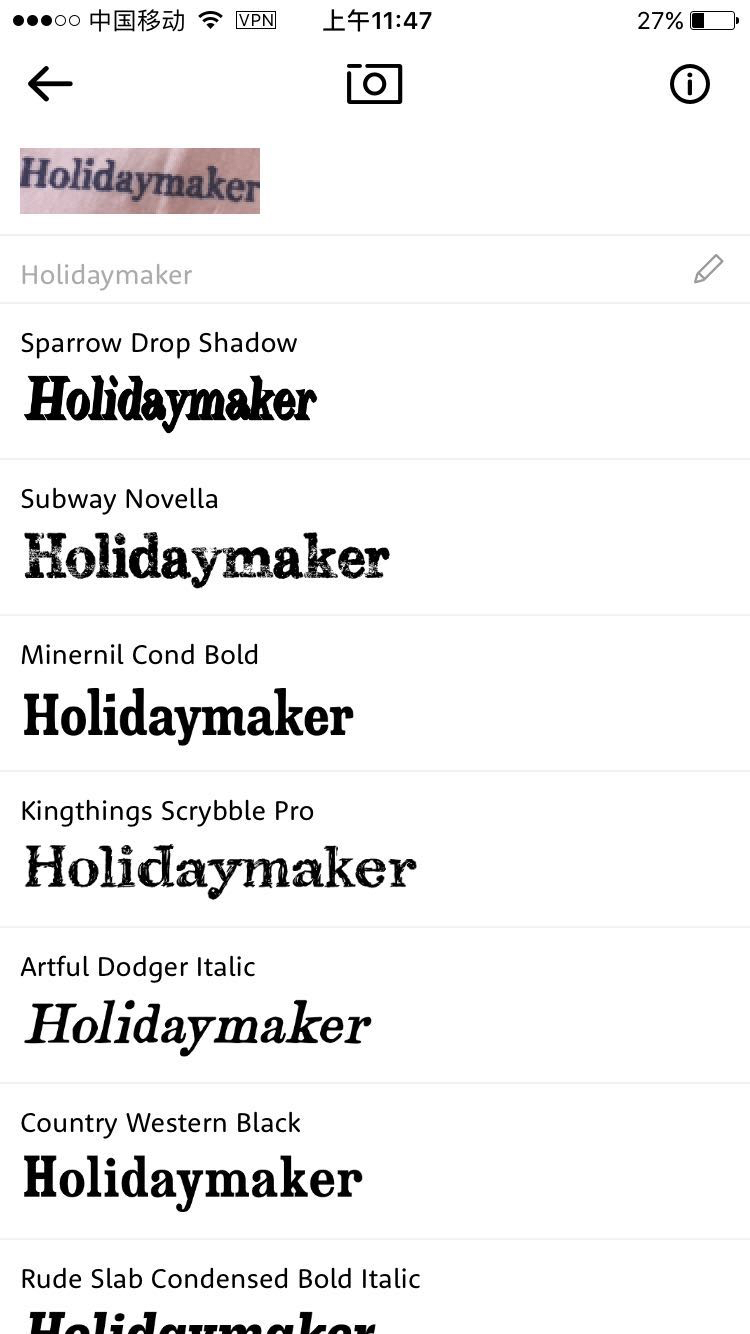 中国移动 VPN 上午11:47 27%
Holidaymaker
Holidaymaker
Sparrow Drop Shadow
Holidaymaker
Subway Novella
Holidaymaker
Minernil Cond Bold
Holidaymaker
Kingthings Scrybble Pro
Holidaymaker
Artful Dodger Italic
Holidaymaker
Country Western Black
Holidaymaker
Rude Slab Condensed Bold Italic
Holidaymaker